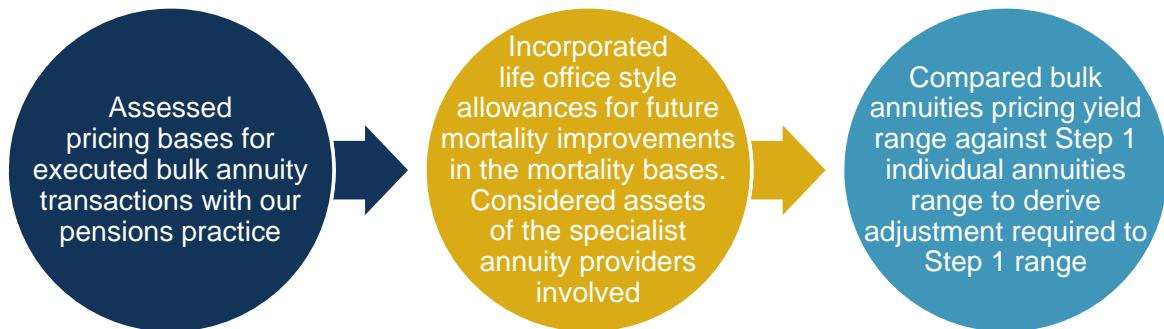 Assessed
pricing bases for
executed bulk annuity
transactions with our
pensions practice
Incorporated
life office style
allowances for future
mortality improvements
in the mortality bases.
Considered assets
of the specialist
annuity providers
involved
Compared bulk
annuities pricing yield
range against Step 1
individual annuities
range to derive
adjustment required to
Step 1 range